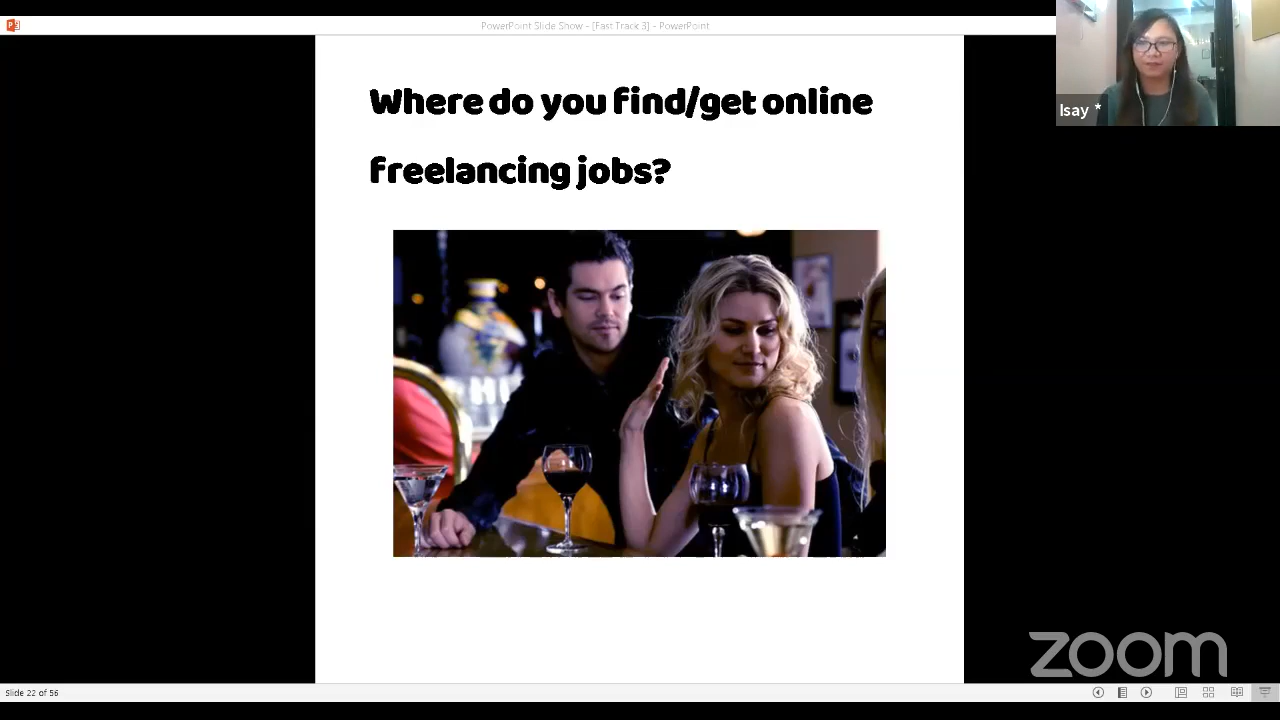 PowerPoint Slide Show - [Fast Track 3] - PowerPoint
Isay *
Where do you find/get online
freelancing jobs?
zoom
Slide 22 of 56